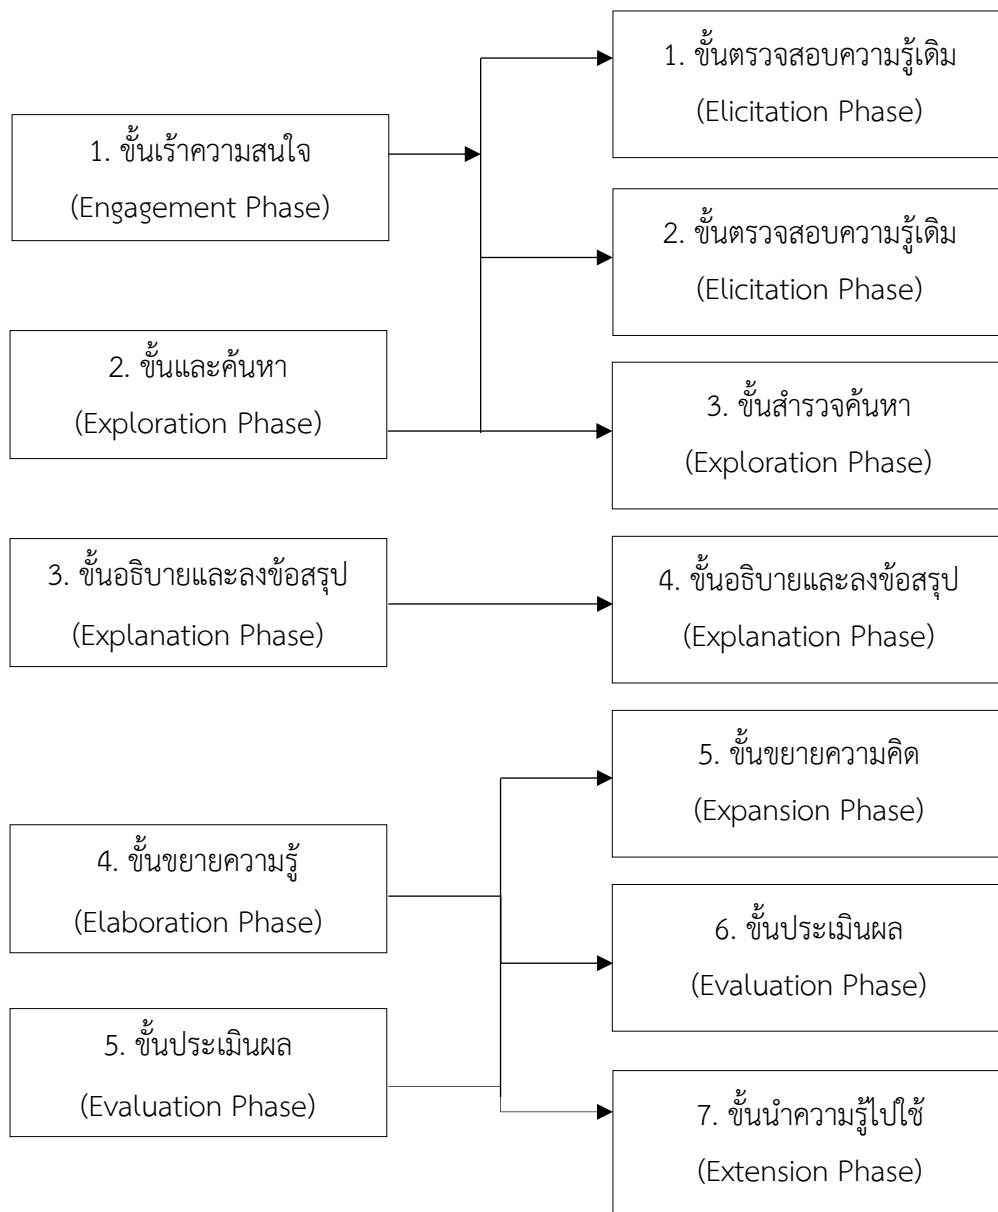 1. ขั้นเร้าความสนใจ
(Engagement Phase)
2. ขั้นและค้นหา
(Exploration Phase)
3. ขั้นอธิบายและลงข้อสรุป
(Explanation Phase)
4. ขั้นขยายความรู้
(Elaboration Phase)
5. ขั้นประเมินผล
(Evaluation Phase)
1. ขั้นตรวจสอบความรู้เดิม
(Elicitation Phase)
2. ขั้นตรวจสอบความรู้เดิม
(Elicitation Phase)
3. ขั้นสำรวจค้นหา
(Exploration Phase)
4. ขั้นอธิบายและลงข้อสรุป
(Explanation Phase)
5. ขั้นขยายความคิด
(Expansion Phase)
6. ขั้นประเมินผล
(Evaluation Phase)
7. ขั้นนำความรู้ไปใช้
(Extension Phase)